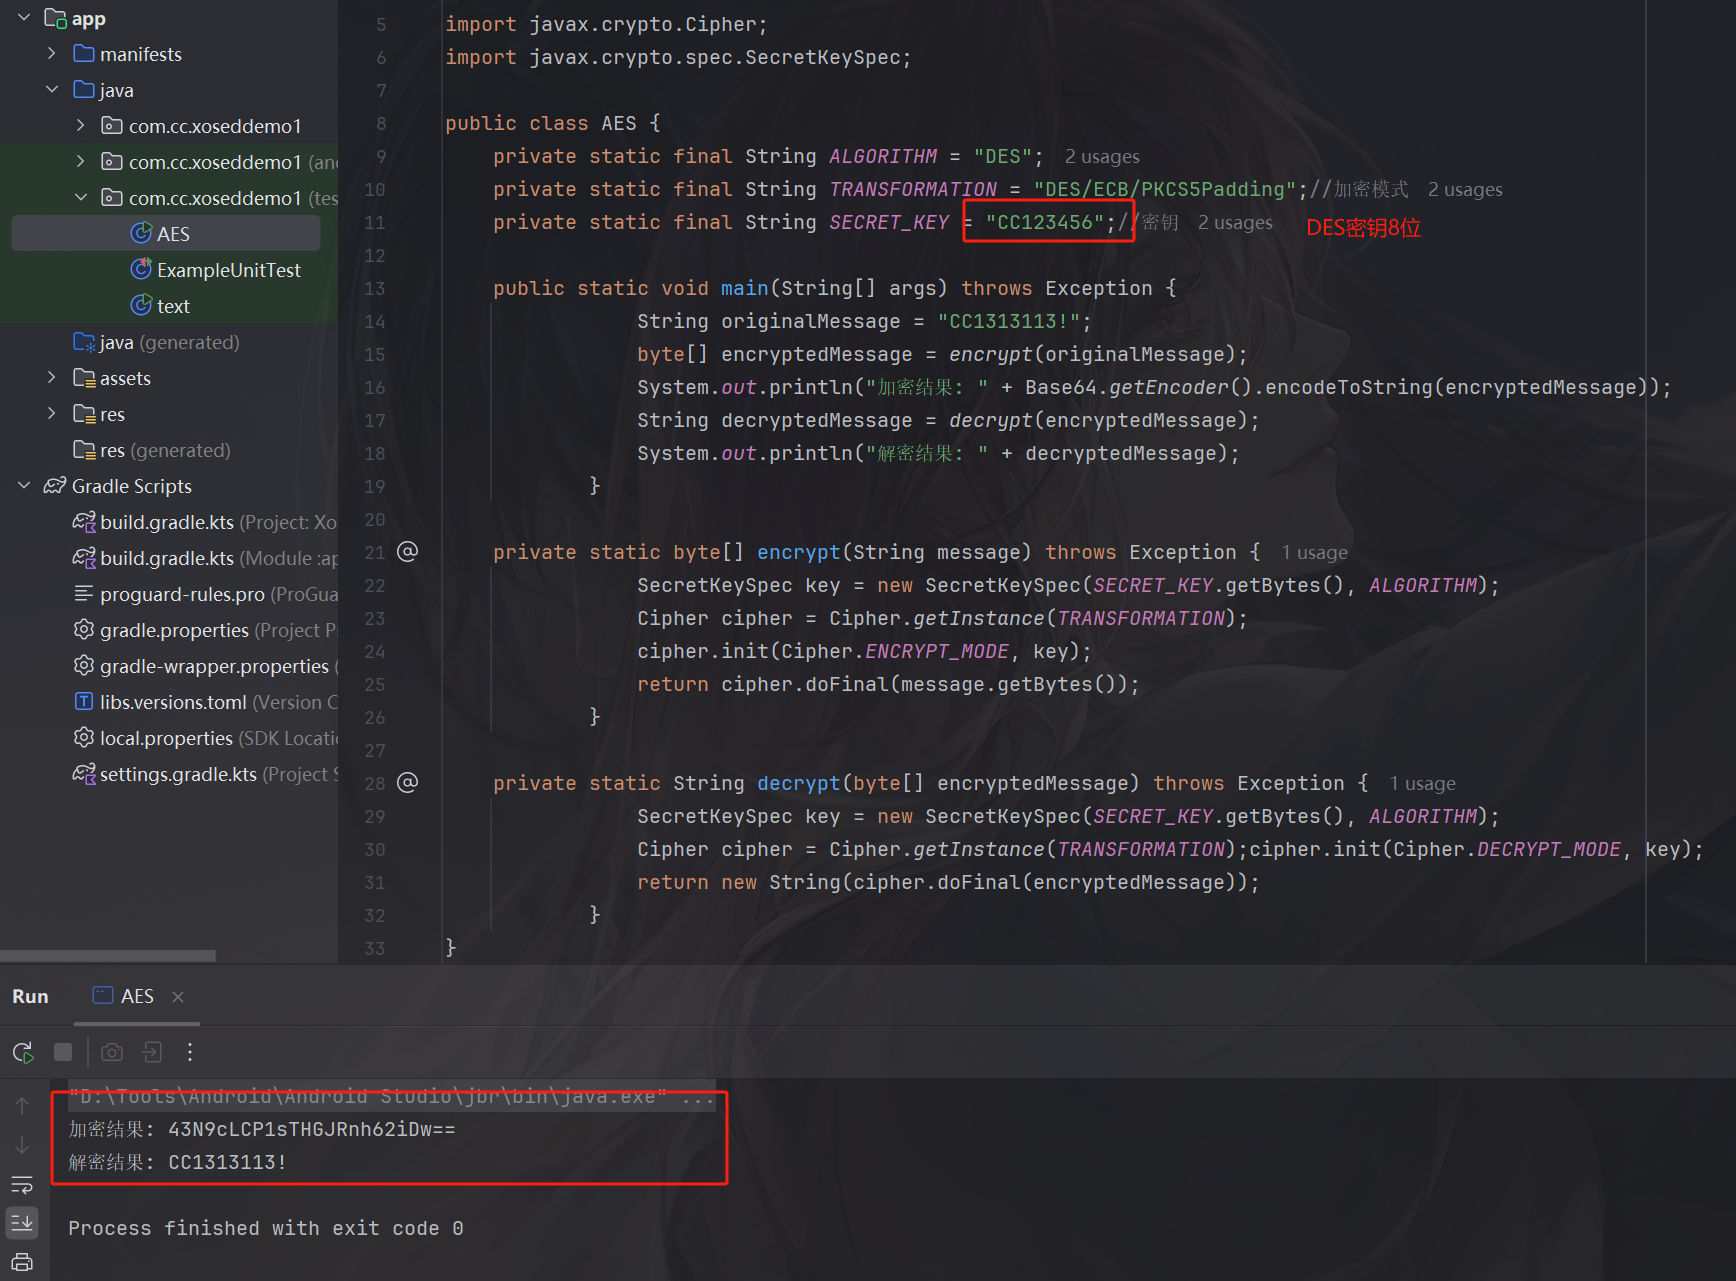 app
manifests
java
com.cc.xoseddemo1
com.cc.xoseddemo1 (and
com.cc.xoseddemo1 (tes
AES
ExampleUnitTest
text
java (generated)
assets
res
res (generated)
Gradle Scripts
build.gradle.kts (Project: Xo
build.gradle.kts (Module :ap
proguard-rules.pro (ProGua
gradle.properties (Project P
gradle-wrapper.properties (
libs.versions.toml (Version C
local.properties (SDK Locati
settings.gradle.kts (Project S
5 import javax.crypto.Cipher;
6 import javax.crypto.spec.SecretKeySpec;
7
8 public class AES {
9 private static final String ALGORITHM = "DES"; 2 usages
10 private static final String TRANSFORMATION = "DES/ECB/PKCS5Padding";//加密模式 2 usages
11 private static final String SECRET_KEY = "CC123456";//密钥 2 usages DES密钥8位
12
13 public static void main(String[] args) throws Exception {
14 String originalMessage = "CC1313113!";
15 byte[] encryptedMessage = encrypt(originalMessage);
16 System.out.println("加密结果: " + Base64.getEncoder().encodeToString(encryptedMessage));
17 String decryptedMessage = decrypt(encryptedMessage);
18 System.out.println("解密结果: " + decryptedMessage);
19 }
20
21 private static byte[] encrypt(String message) throws Exception { 1 usage
22 SecretKeySpec key = new SecretKeySpec(SECRET_KEY.getBytes(), ALGORITHM);
23 Cipher cipher = Cipher.getInstance(TRANSFORMATION);
24 cipher.init(Cipher.ENCRYPT_MODE, key);
25 return cipher.doFinal(message.getBytes());
26 }
27
28 private static String decrypt(byte[] encryptedMessage) throws Exception { 1 usage
29 SecretKeySpec key = new SecretKeySpec(SECRET_KEY.getBytes(), ALGORITHM);
30 Cipher cipher = Cipher.getInstance(TRANSFORMATION);cipher.init(Cipher.DECRYPT_MODE, key);
31 return new String(cipher.doFinal(encryptedMessage));
32 }
33 }
Run AES
"D:\Tools\Android\Android Studio\jbr\bin\java.exe" ...
加密结果: 43N9cLCP1sTHGJRnh62iDw==
解密结果: CC1313113!
Process finished with exit code 0